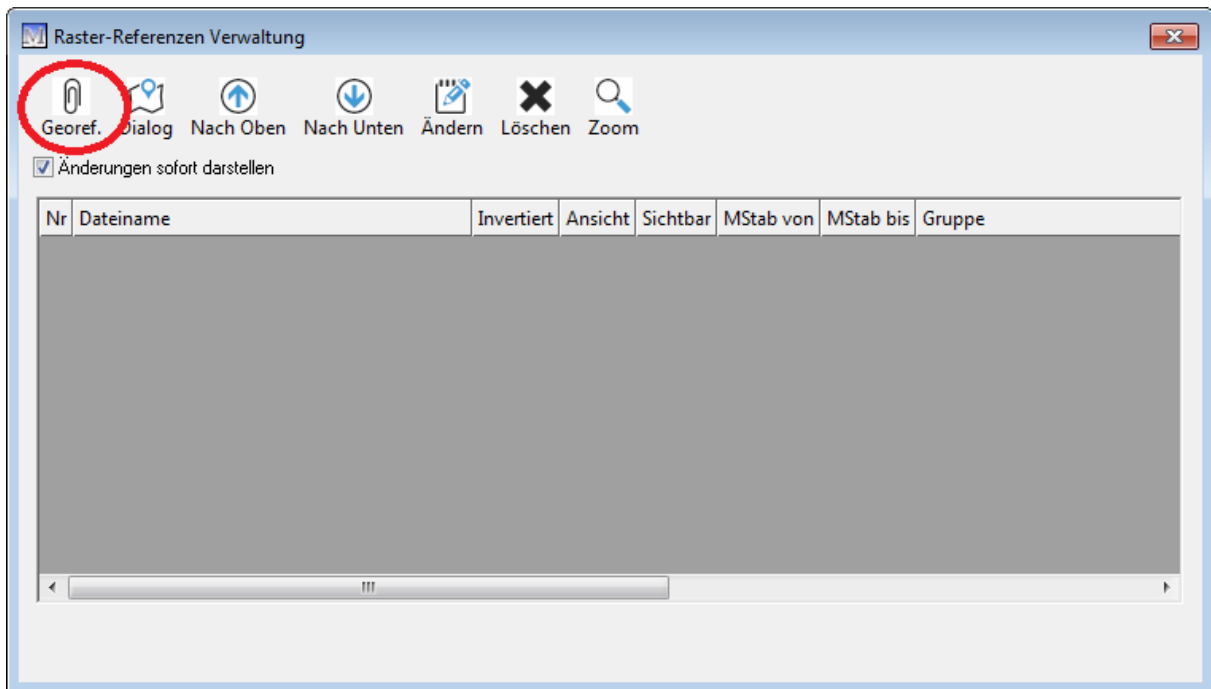 Raster-Referenzen Verwaltung
Georef. Dialog Nach Oben Nach Unten Ändern Löschen Zoom
Änderungen sofort darstellen
Nr Dateiname Invertiert Ansicht Sichtbar MStab von MStab bis Gruppe